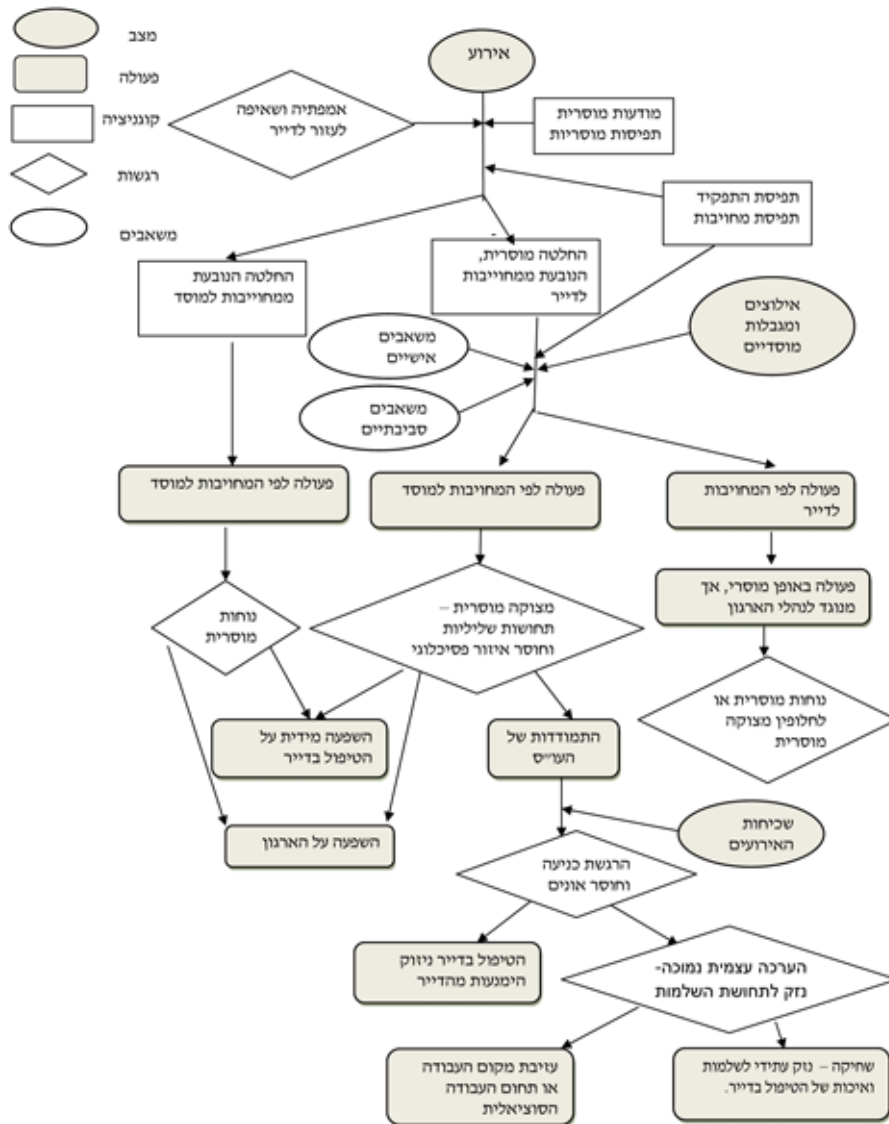 מצב
פעולה
קוגניציה
רגשות
משאבים
אירוע
אמפתיה ושאיפה
לעזור לדייר
מודעות מוסרית
תפיסות מוסריות
תפיסת התפקיד
תפיסת מחויבות
החלטה מוסרית,
הנובעת ממחוייבות
לדייר
החלטה הנובעת
ממחוייבות למוסד
אילוצים
ומגבלות
מוסדיים
משאבים
אישיים
משאבים
סביבתיים
פעולה לפי המחויבות
לדייר
פעולה לפי המחויבות למוסד
פעולה לפי המחויבות למוסד
פעולה באופן מוסרי, אך
מנוגד לנהלי הארגון
מצוקה מוסרית –
תחושות שליליות
וחוסר איזור פסיכלוגי
נוחות
מוסרית
נוחות מוסרית או
לחלופין מצוקה
מוסרית
התמודדות של
העו״ס
השפעה מידית על
הטיפול בדייר
שכיחות
האירועים
השפעה על הארגון
הרגשת כניעה
וחוסר אונים
הטיפול בדייר ניזוק
הימנעות מהדייר
הערכה עצמית נמוכה-
נזק לתחושת השלמות
שחיקה – נזק עתידי לשלמות
ואיכות של הטיפול בדייר.
עזיבת מקום העבודה
או תחום העבודה
הסוציאלית